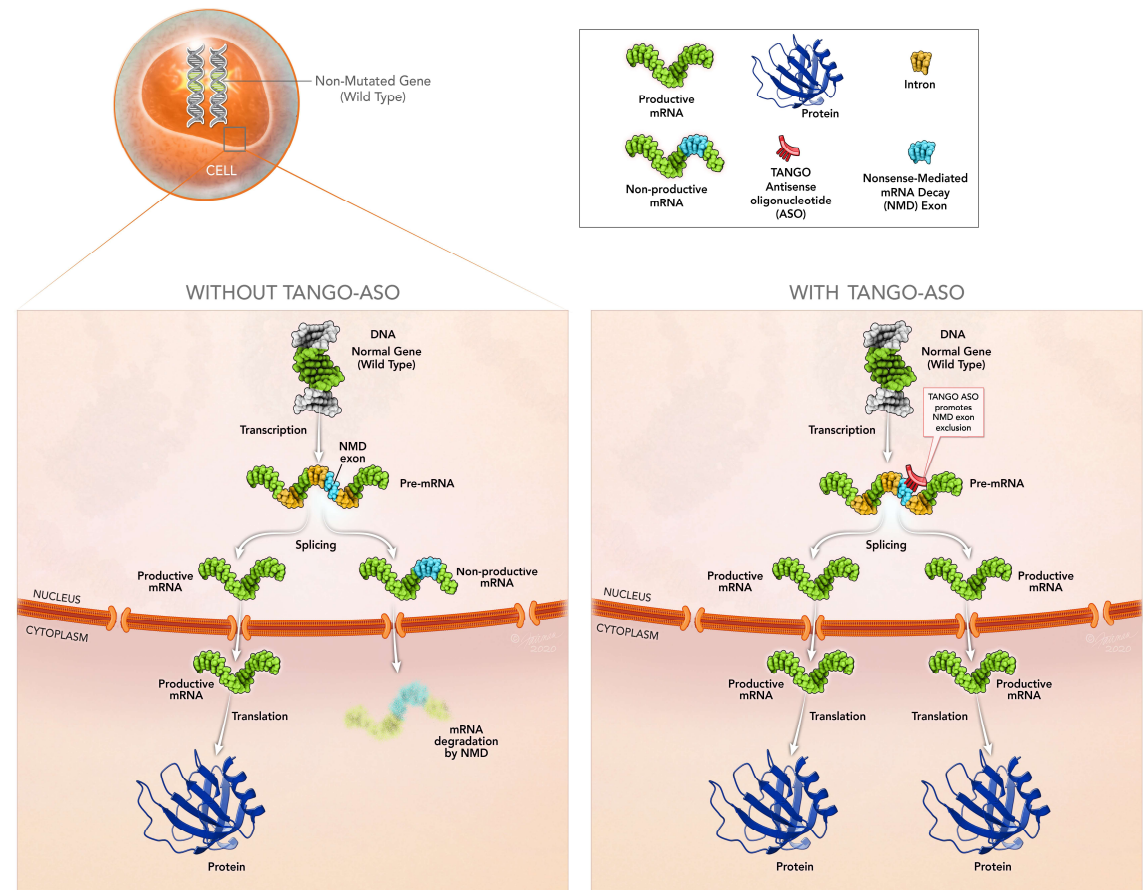 Non-Mutated Gene
(Wild Type)
CELL
Productive
mRNA
Protein
Intron
Non-productive
mRNA
TANGO
Antisense
oligonucleotide
(ASO)
Nonsense-Mediated
mRNA Decay
(NMD) Exon
WITHOUT TANGO-ASO
DNA
Normal Gene
(Wild Type)
Transcription
NMD
exon
Pre-mRNA
Splicing
Productive
mRNA
Non-productive
mRNA
NUCLEUS
CYTOPLASM
2020
Productive
mRNA
Translation
mRNA
degradation
by NMD
Protein
WITH TANGO-ASO
DNA
Normal Gene
(Wild Type)
TANGO ASO
promotes
NMD exon
exclusion
Transcription
Pre-mRNA
Splicing
Productive
mRNA
Productive
mRNA
NUCLEUS
CYTOPLASM
2020
Productive
mRNA
Productive
mRNA
Translation
Translation
Protein
Protein